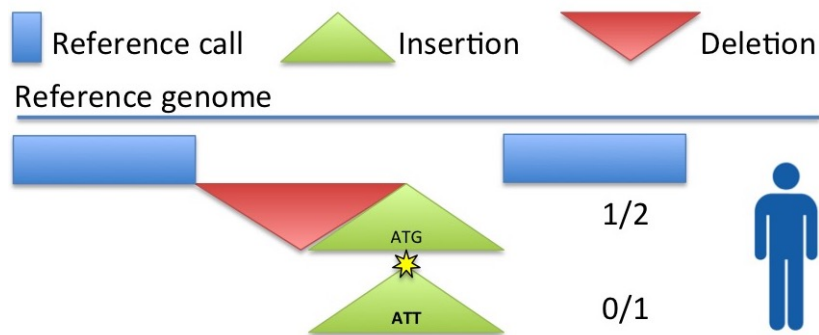 Reference call Insertion Deletion
Reference genome
1/2
ATG
ATT 0/1